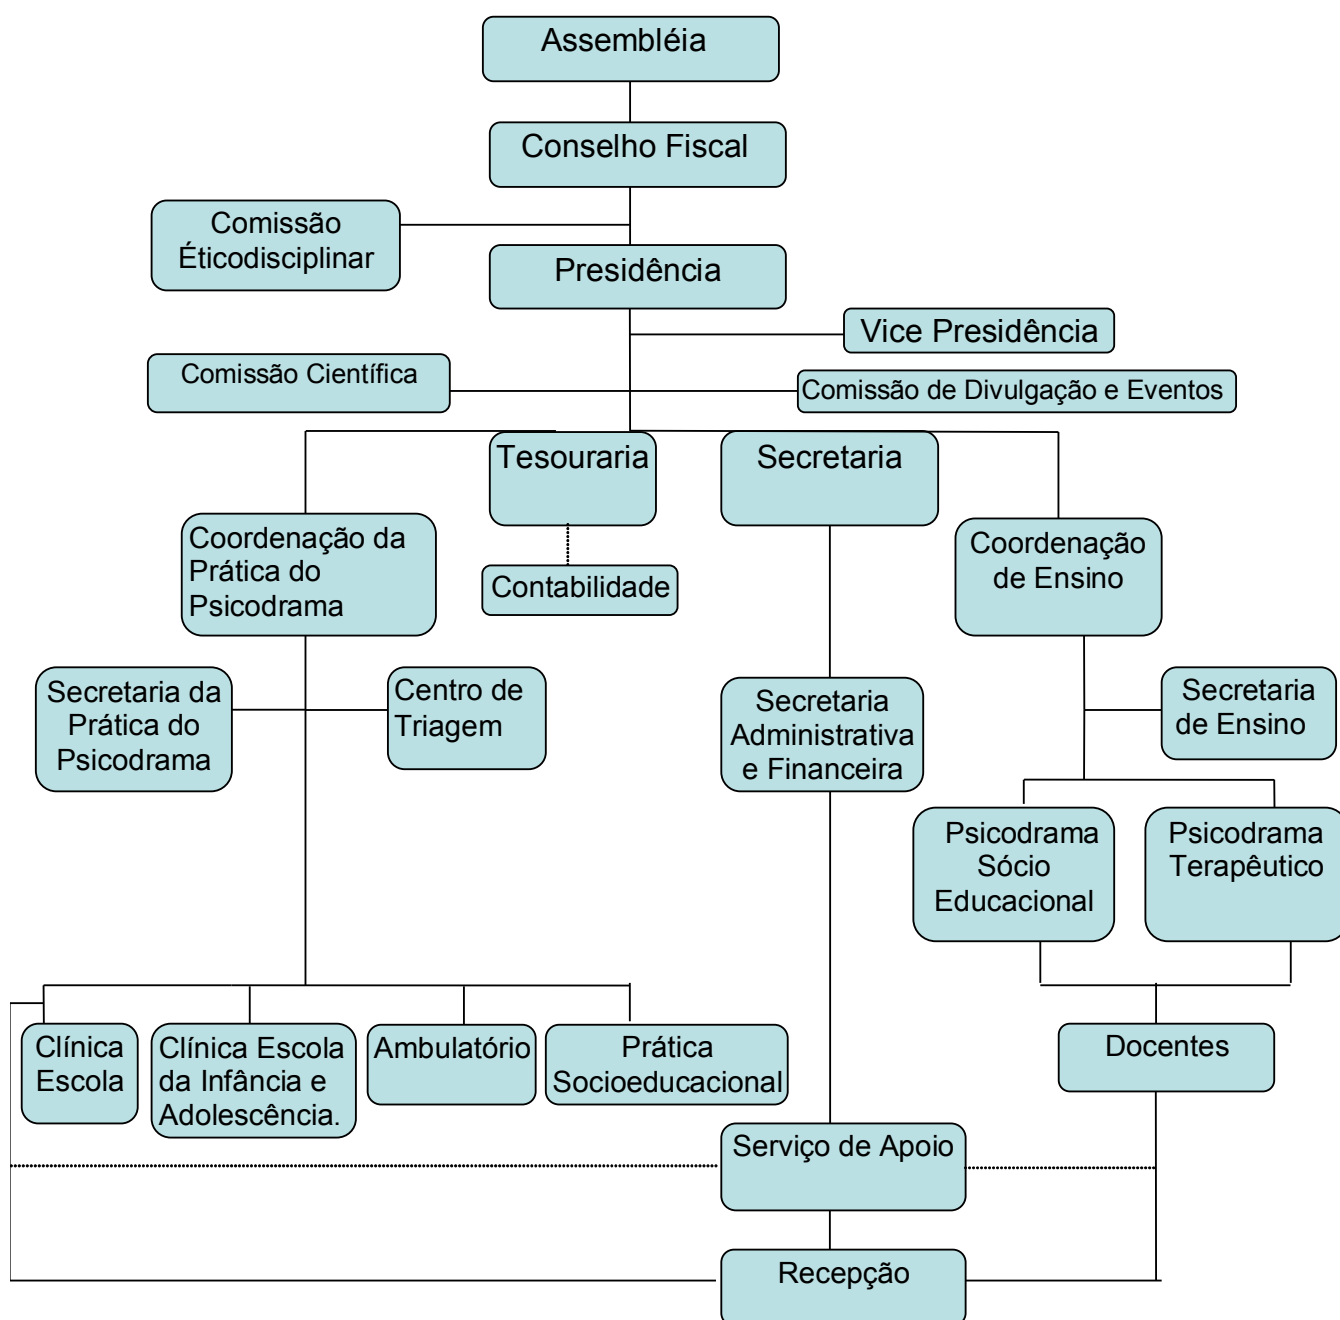 Assembléia
Conselho Fiscal
Comissão
Éticodisciplinar
Presidência
Vice Presidência
Comissão Científica
Comissão de Divulgação e Eventos
Tesouraria
Secretaria
Coordenação da
Prática do
Psicodrama
Coordenação
de Ensino
Contabilidade
Secretaria da
Prática do
Psicodrama
Centro de
Triagem
Secretaria
Administrativa
e Financeira
Secretaria
de Ensino
Psicodrama
Sócio
Educacional
Psicodrama
Terapêutico
Clínica
Escola
Clínica Escola
da Infância e
Adolescência.
Ambulatório
Prática
Socioeducacional
Docentes
Serviço de Apoio
Recepção